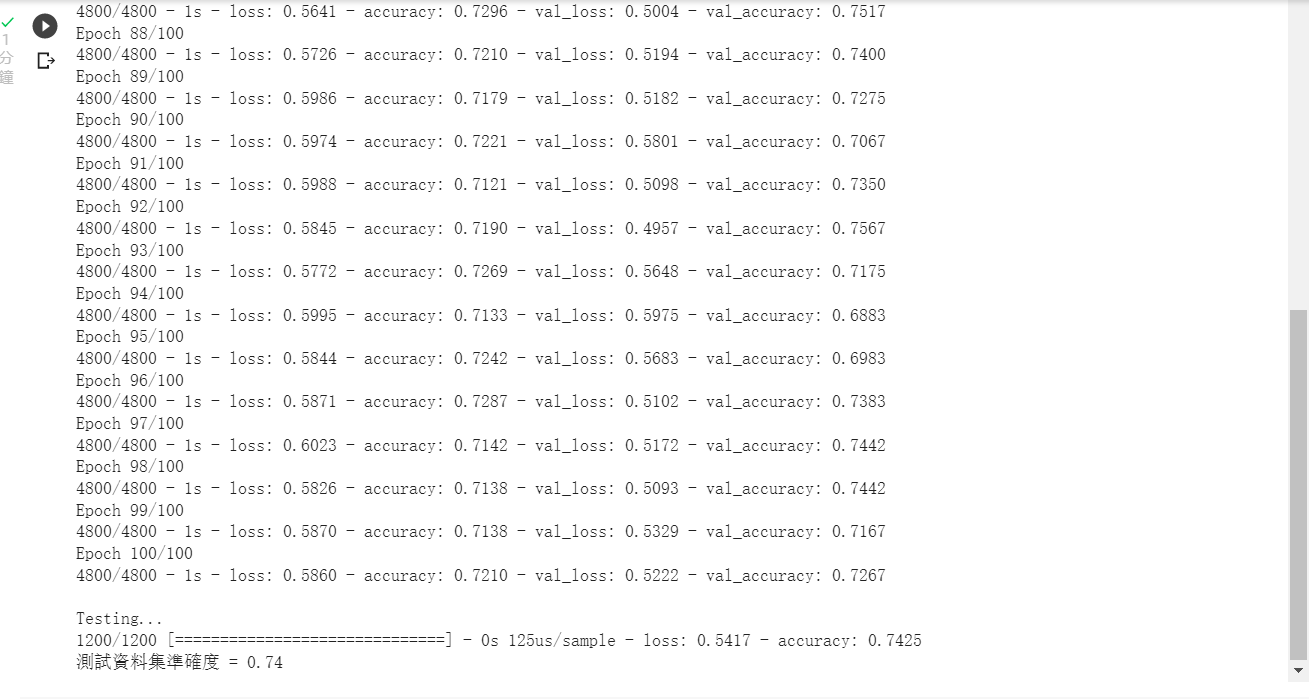 4800/4800 - 1s - loss: 0.5641 - accuracy: 0.7296 - val_loss: 0.5004 - val_accuracy: 0.7517
Epoch 88/100
4800/4800 - 1s - loss: 0.5726 - accuracy: 0.7210 - val_loss: 0.5194 - val_accuracy: 0.7400
Epoch 89/100
4800/4800 - 1s - loss: 0.5986 - accuracy: 0.7179 - val_loss: 0.5182 - val_accuracy: 0.7275
Epoch 90/100
4800/4800 - 1s - loss: 0.5974 - accuracy: 0.7221 - val_loss: 0.5801 - val_accuracy: 0.7067
Epoch 91/100
4800/4800 - 1s - loss: 0.5988 - accuracy: 0.7121 - val_loss: 0.5098 - val_accuracy: 0.7350
Epoch 92/100
4800/4800 - 1s - loss: 0.5845 - accuracy: 0.7190 - val_loss: 0.4957 - val_accuracy: 0.7567
Epoch 93/100
4800/4800 - 1s - loss: 0.5772 - accuracy: 0.7269 - val_loss: 0.5648 - val_accuracy: 0.7175
Epoch 94/100
4800/4800 - 1s - loss: 0.5995 - accuracy: 0.7133 - val_loss: 0.5975 - val_accuracy: 0.6883
Epoch 95/100
4800/4800 - 1s - loss: 0.5844 - accuracy: 0.7242 - val_loss: 0.5683 - val_accuracy: 0.6983
Epoch 96/100
4800/4800 - 1s - loss: 0.5871 - accuracy: 0.7287 - val_loss: 0.5102 - val_accuracy: 0.7383
Epoch 97/100
4800/4800 - 1s - loss: 0.6023 - accuracy: 0.7142 - val_loss: 0.5172 - val_accuracy: 0.7442
Epoch 98/100
4800/4800 - 1s - loss: 0.5826 - accuracy: 0.7138 - val_loss: 0.5093 - val_accuracy: 0.7442
Epoch 99/100
4800/4800 - 1s - loss: 0.5870 - accuracy: 0.7138 - val_loss: 0.5329 - val_accuracy: 0.7167
Epoch 100/100
4800/4800 - 1s - loss: 0.5860 - accuracy: 0.7210 - val_loss: 0.5222 - val_accuracy: 0.7267
Testing...
1200/1200 [==============================] - 0s 125us/sample - loss: 0.5417 - accuracy: 0.7425
測試資料集準確度 = 0.74
1
分
鐘